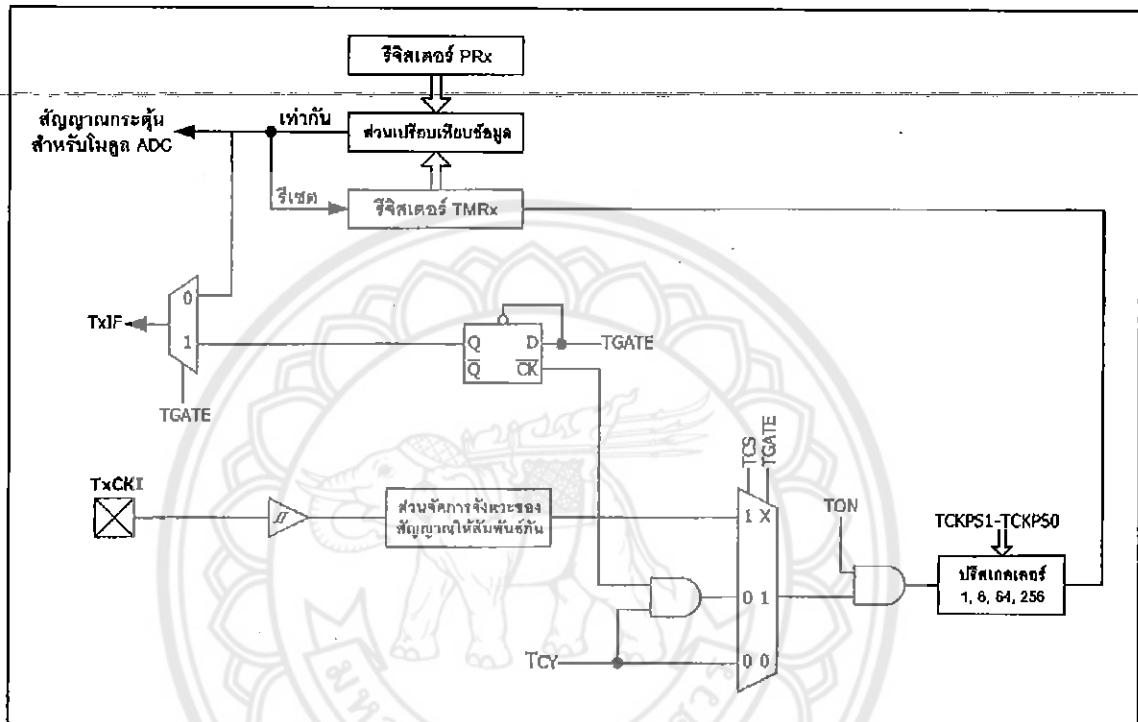 รีจิสเตอร์ PRx
สัญญาณกระตุ้น
สำหรับโมดูล ADC
เท่ากัน
ส่วนเปรียบเทียบข้อมูล
รีเซต
รีจิสเตอร์ TMRx
0
TxIF
1
TGATE
Q
D
TGATE
Q
CK
TCS
TGATE
TxCKI
ส่วนจัดการจังหวะของ
สัญญาณให้สัมพันธ์กัน
1 X
TON
TCKPS1-TCKPS0
ปรีสเกลเลอร์
1, 8, 64, 256
0 1
TCY
0 0